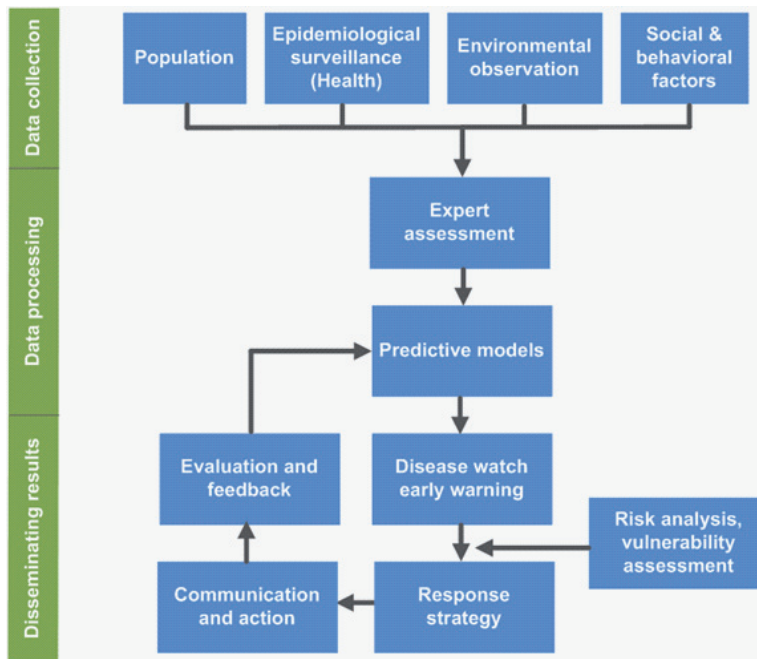 Data collection
Population
Epidemiological
surveillance
(Health)
Environmental
observation
Social &
behavioral
factors
Data processing
Expert
assessment
Predictive models
Disseminating results
Evaluation and
feedback
Disease watch
early warning
Risk analysis,
vulnerability
assessment
Communication
and action
Response
strategy